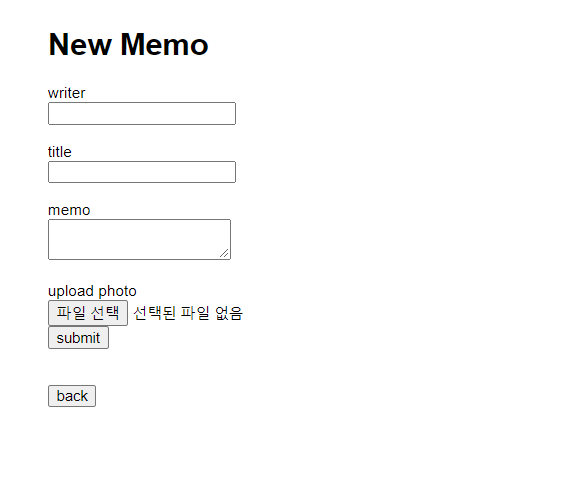 New Memo
writer
title
memo
upload photo
파일 선택 선택된 파일 없음
submit
back